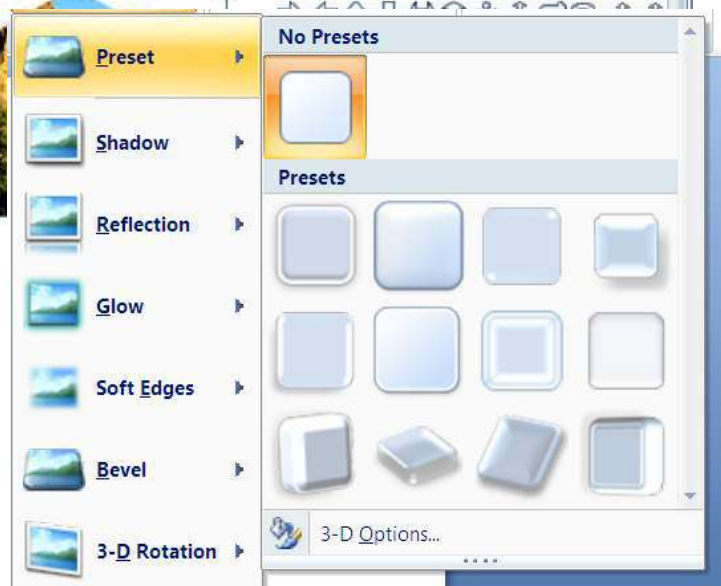 Preset
Shadow
Reflection
Glow
Soft Edges
Bevel
3-D Rotation
No Presets
Presets
3-D Options...